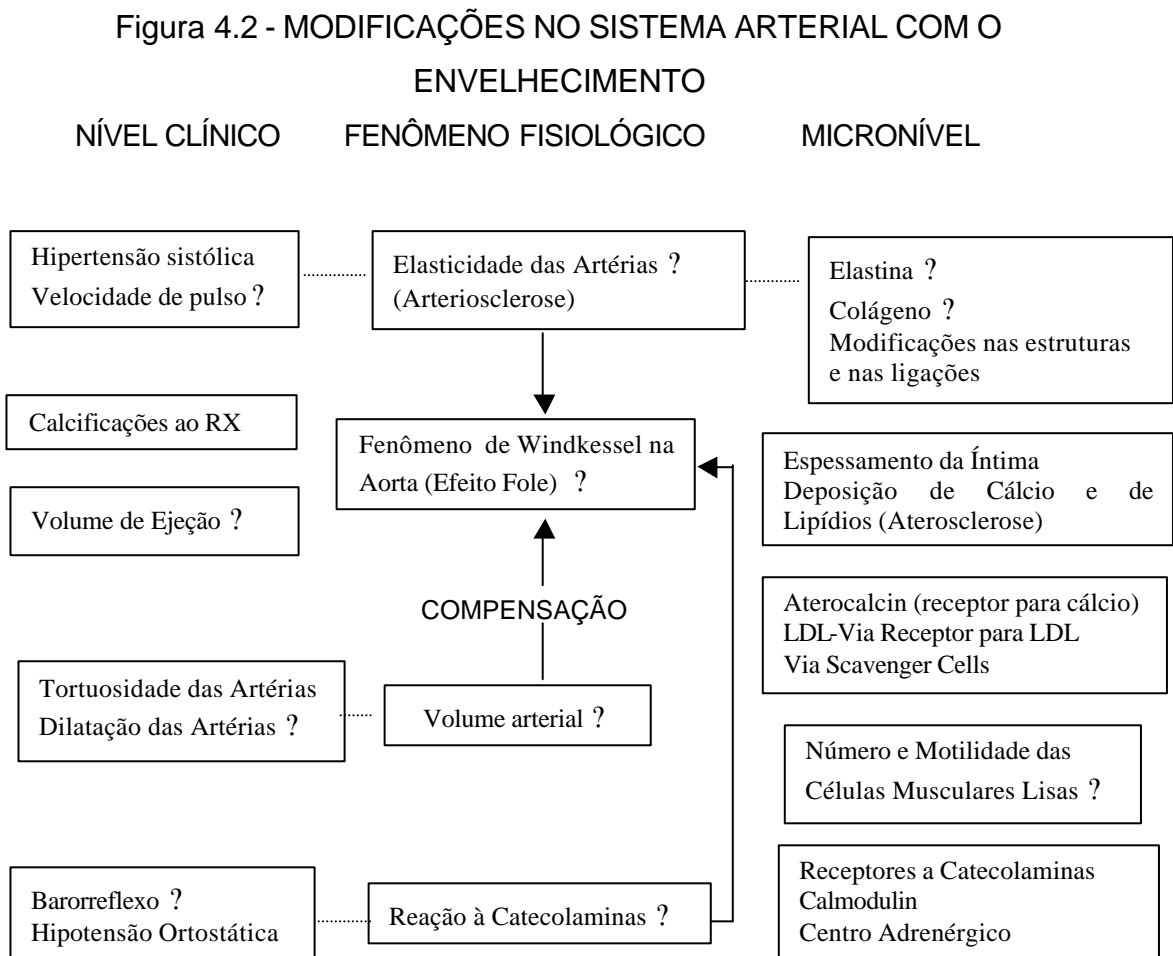 Figura 4.2 - MODIFICAÇÕES NO SISTEMA ARTERIAL COM O
ENVELHECIMENTO
NÍVEL CLÍNICO
FENÔMENO FISIOLÓGICO
MICRONÍVEL
Hipertensão sistólica
Velocidade de pulso ?
Elasticidade das Artérias ?
(Arteriosclerose)
Elastina ?
Colágeno ?
Modificações nas estruturas
e nas ligações
Calcificações ao RX
Fenômeno de Windkessel na
Aorta (Efeito Fole) ?
Espessamento da Íntima
Deposição de Cálcio e de
Lipídios (Aterosclerose)
Volume de Ejeção ?
COMPENSAÇÃO
Aterocalcin (receptor para cálcio)
LDL-Via Receptor para LDL
Via Scavenger Cells
Tortuosidade das Artérias
Dilatação das Artérias ?
Volume arterial ?
Número e Motilidade das
Células Musculares Lisas ?
Barorreflexo ?
Hipotensão Ortostática
Reação à Catecolaminas ?
Receptores a Catecolaminas
Calmodulin
Centro Adrenérgico